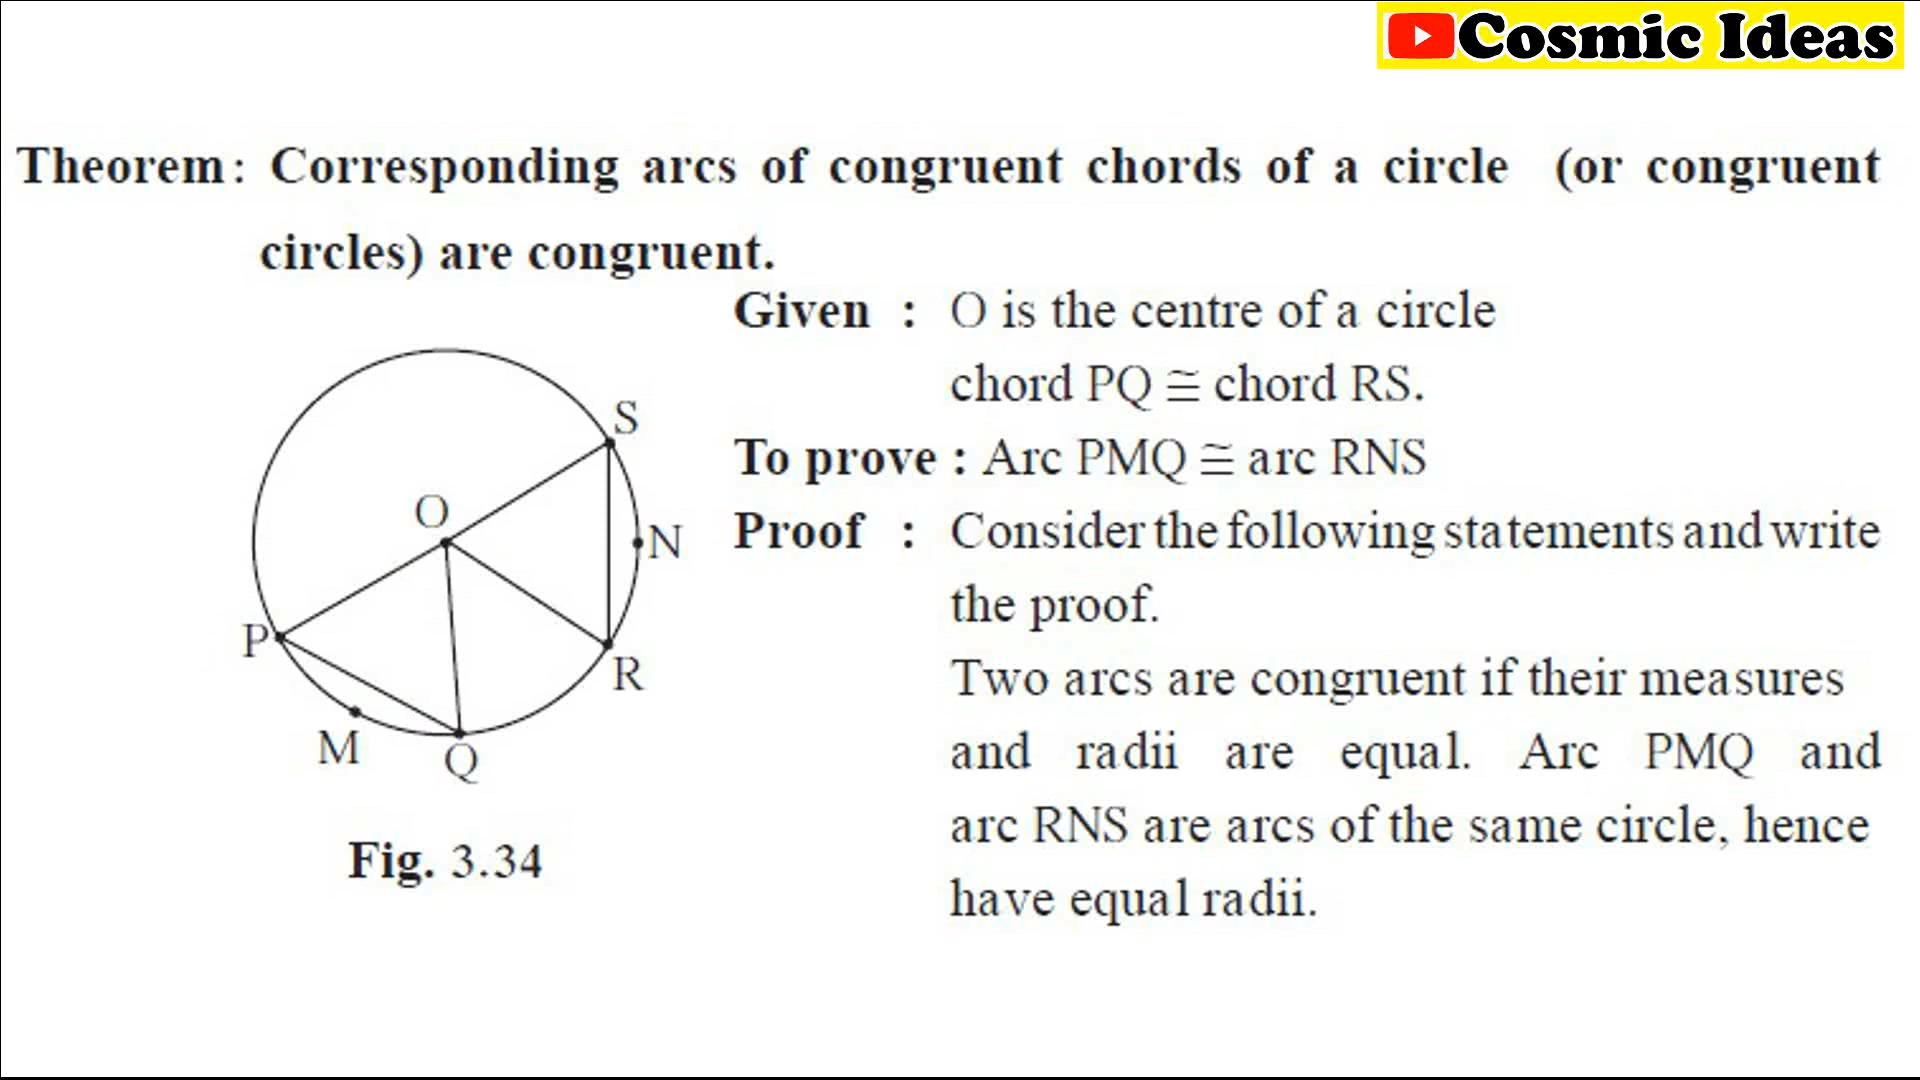 Cosmic Ideas
Theorem: Corresponding arcs of congruent chords of a circle (or congruent
circles) are congruent.
Given : O is the centre of a circle
chord PQ ≅ chord RS.
To prove : Arc PMQ ≅ arc RNS
Proof : Consider the following statements and write
the proof.
Two arcs are congruent if their measures
and radii are equal. Arc PMQ and
arc RNS are arcs of the same circle, hence
have equal radii.
S
O
N
P
R
M
Q
Fig. 3.34